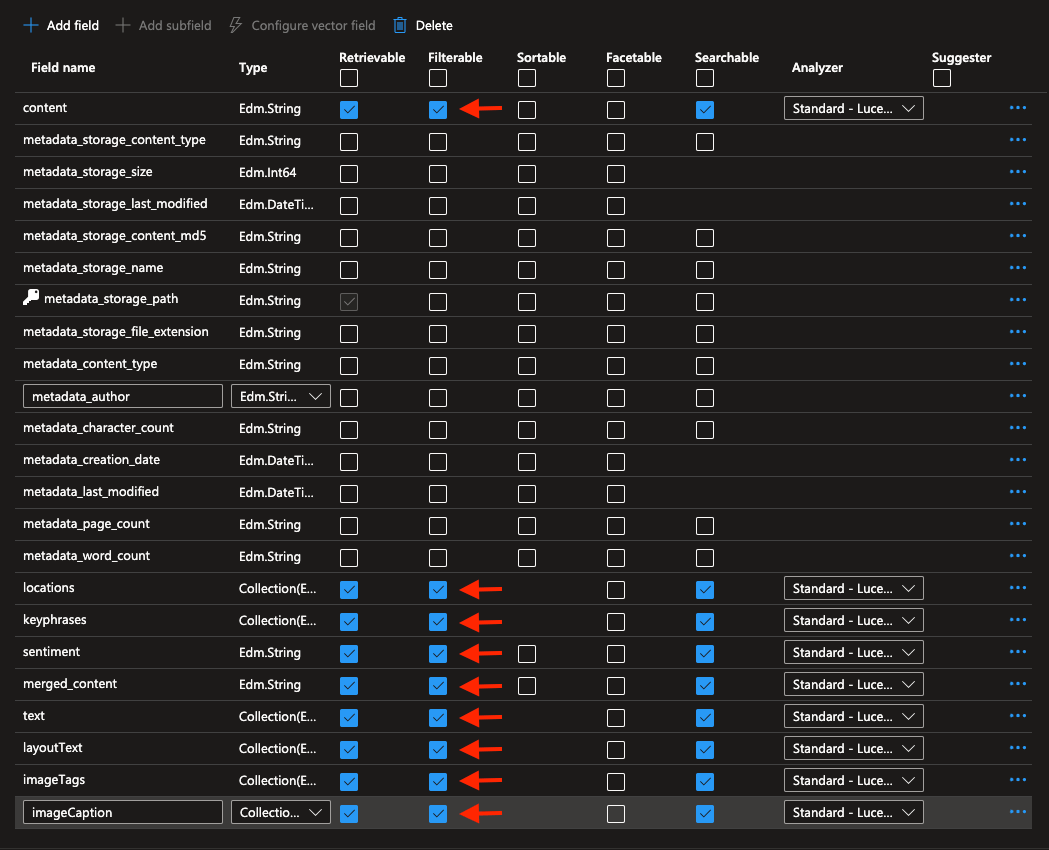 Add field Add subfield Configure vector field Delete
Field name Type Retrievable Filterable Sortable Facetable Searchable Analyzer Suggester
content Edm.String Standard - Luce...
metadata_storage_content_type Edm.String
metadata_storage_size Edm.Int64
metadata_storage_last_modified Edm.DateTi...
metadata_storage_content_md5 Edm.String
metadata_storage_name Edm.String
metadata_storage_path Edm.String
metadata_storage_file_extension Edm.String
metadata_content_type Edm.String
metadata_author Edm.Stri...
metadata_character_count Edm.String
metadata_creation_date Edm.DateTi...
metadata_last_modified Edm.DateTi...
metadata_page_count Edm.String
metadata_word_count Edm.String
locations Collection(E... Standard - Luce...
keyphrases Collection(E... Standard - Luce...
sentiment Edm.String Standard - Luce...
merged_content Edm.String Standard - Luce...
text Collection(E... Standard - Luce...
layoutText Collection(E... Standard - Luce...
imageTags Collection(E... Standard - Luce...
imageCaption Collectio... Standard - Luce...